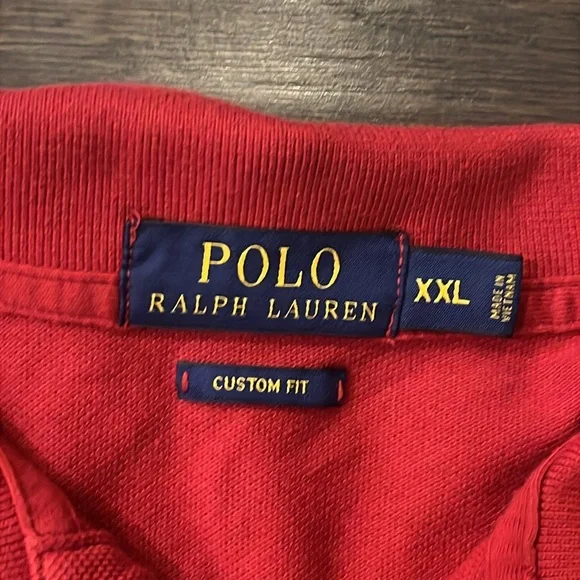 POLO
RALPH LAUREN
XXL
MADE IN
VIETNAM
CUSTOM FIT